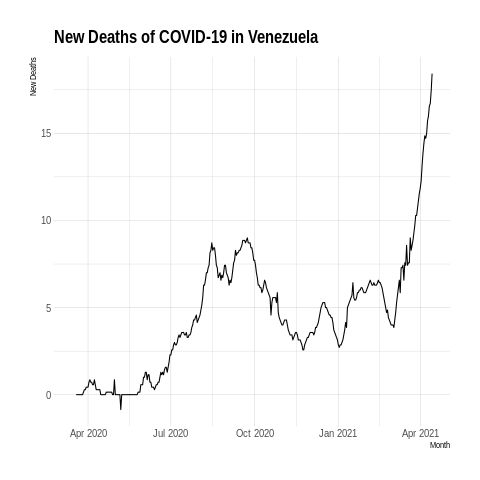 New Deaths of COVID-19 in Venezuela
New Deaths
15
10
5
0
Apr 2020 Jul 2020 Oct 2020 Jan 2021 Apr 2021
Month